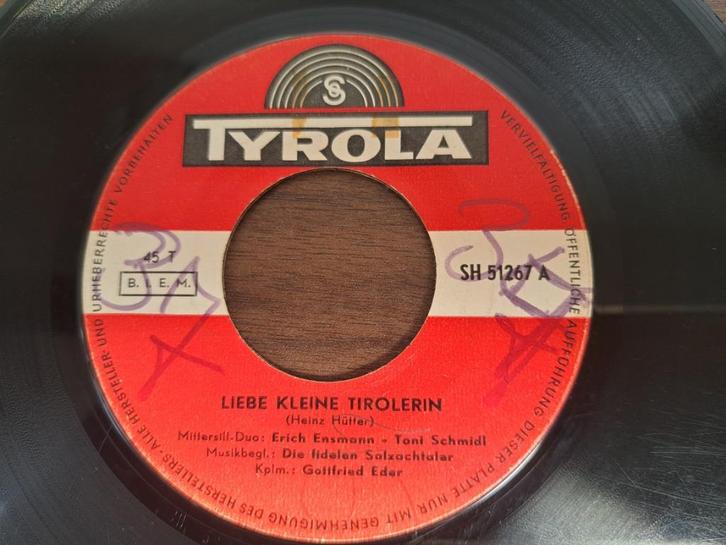 TYROLA
45 T
B. I. E. M.
SH 51267 A
LIEBE KLEINE TIROLERIN
(Heinz Hütter)
Mittersill-Duo: Erich Ensmann - Toni Schmidl
Musikbegl.: Die fidelen Salzachtaler
Kplm.: Gottfried Eder
ALLE HERSTELLER- UND URHEBERRECHTE VORBEHALTEN
VERVIELFÄLTIGUNG, ÖFFENTLICHE AUFFÜHRUNG DIESER PLATTE NUR MIT GENEHMIGUNG DES HERSTELLERS